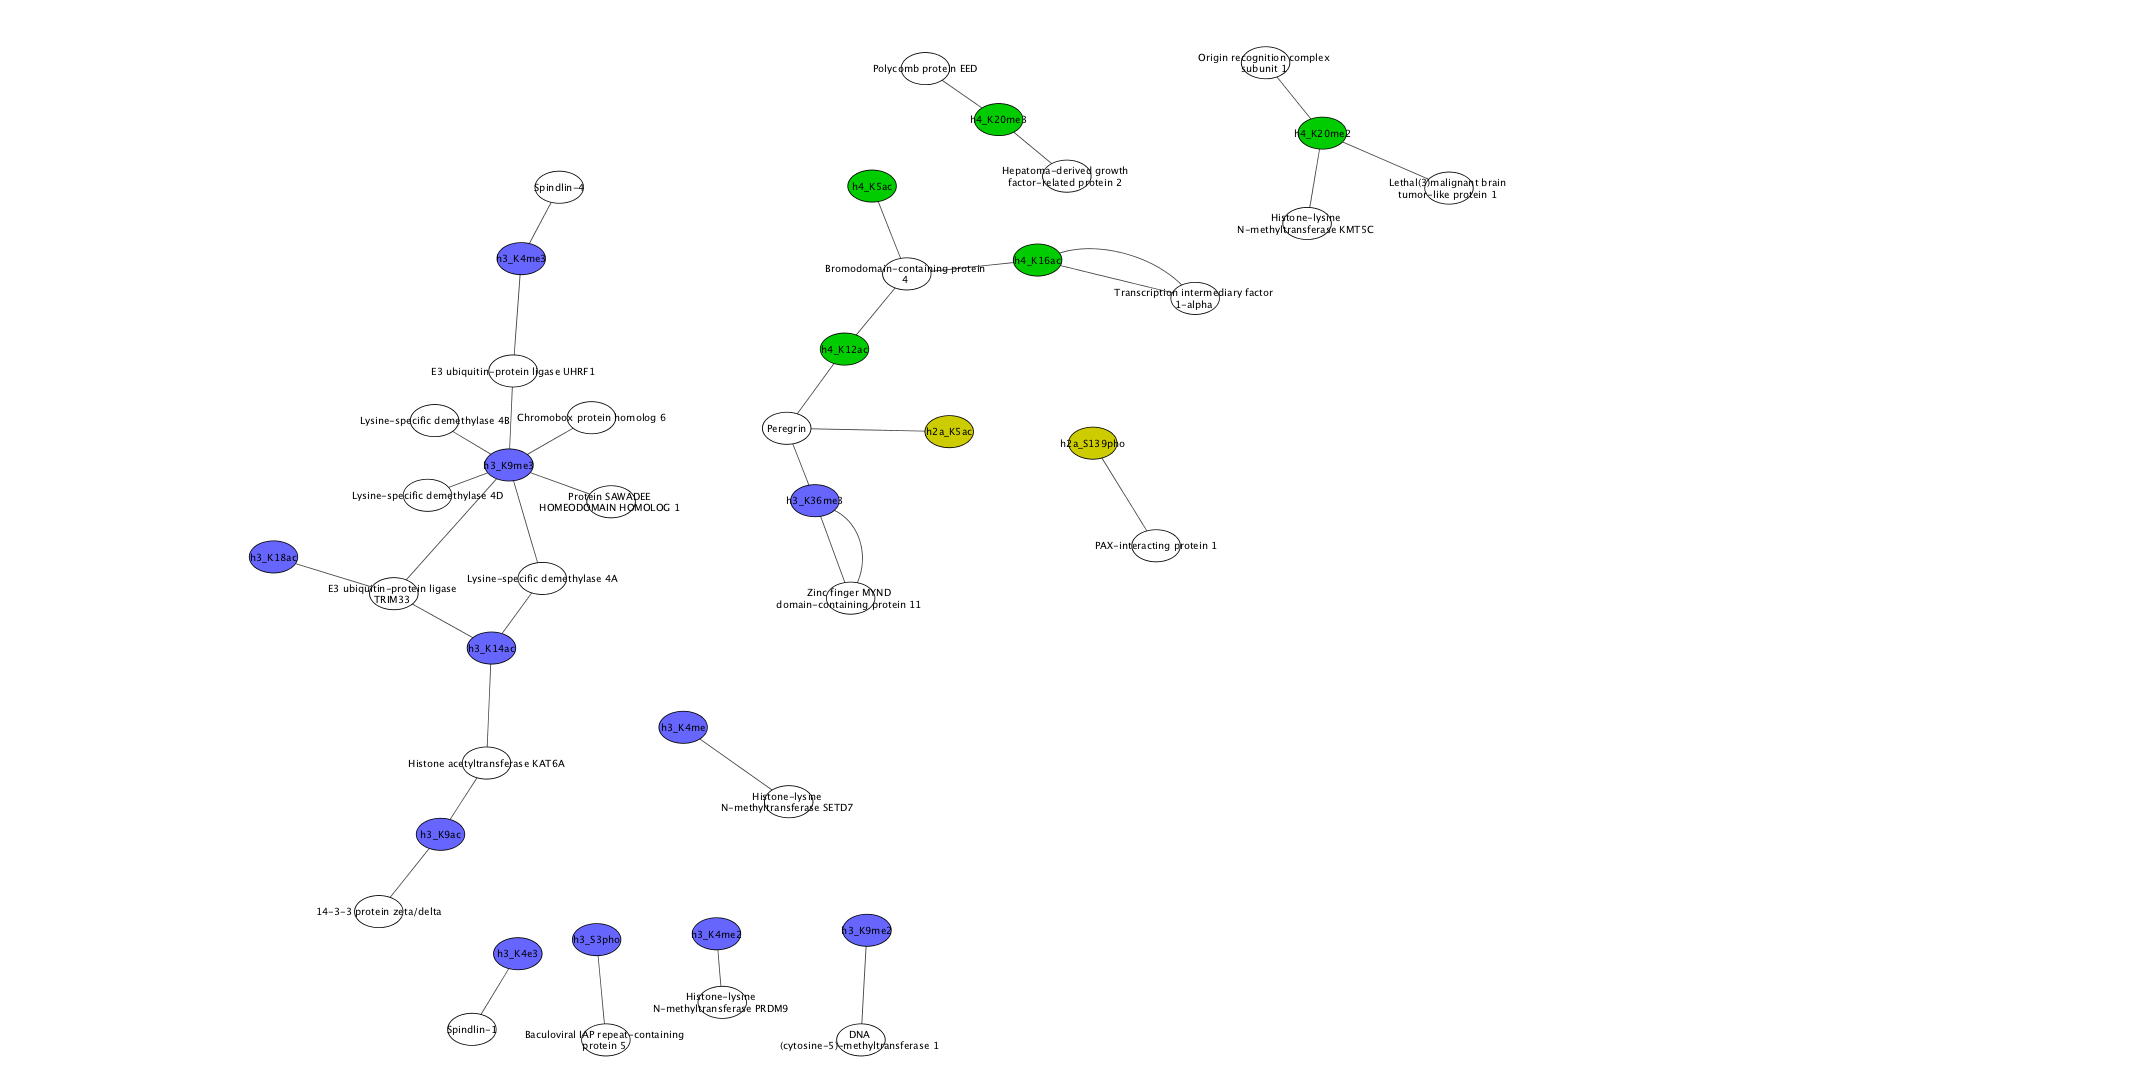 Origin recognition complex
subunit 1
Polycomb protein EED
h4_K20me3
h4_K20me2
Hepatoma-derived growth
factor-related protein 2
Lethal(3)malignant brain
tumor-like protein 1
Histone-lysine
N-methyltransferase KMT5C
Spindlin-4
h4_K5ac
h3_K4me3
h4_K16ac
Bromodomain-containing protein
4
Transcription intermediary factor
1-alpha
h4_K12ac
E3 ubiquitin-protein ligase UHRF1
Lysine-specific demethylase 4B
Chromobox protein homolog 6
Peregrin
h2a_K5ac
h2a_S139pho
h3_K9me3
Lysine-specific demethylase 4D
Protein SAWADEE
HOMEODOMAIN HOMOLOG 1
h3_K36me3
PAX-interacting protein 1
h3_K18ac
E3 ubiquitin-protein ligase
TRIM33
Lysine-specific demethylase 4A
Zinc finger MYND
domain-containing protein 11
h3_K14ac
h3_K4me
Histone acetyltransferase KAT6A
Histone-lysine
N-methyltransferase SETD7
h3_K9ac
14-3-3 protein zeta/delta
h3_K4e3
h3_S3pho
h3_K4me2
h3_K9me2
Spindlin-1
Baculoviral IAP repeat-containing
protein 5
Histone-lysine
N-methyltransferase PRDM9
DNA
(cytosine-5)-methyltransferase 1